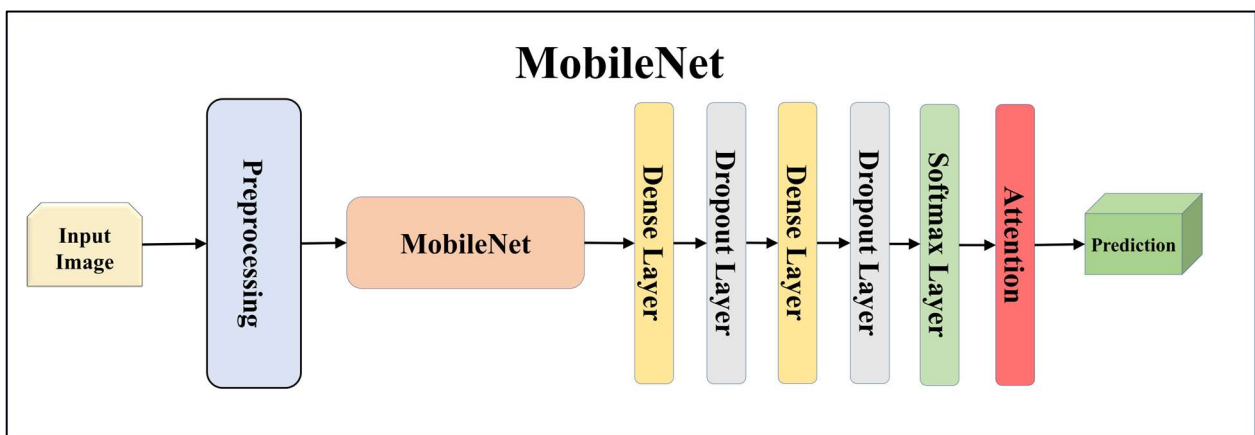 MobileNet
Input
Image
Preprocessing
MobileNet
Dense Layer
Dropout Layer
Dense Layer
Dropout Layer
Softmax Layer
Attention
Prediction